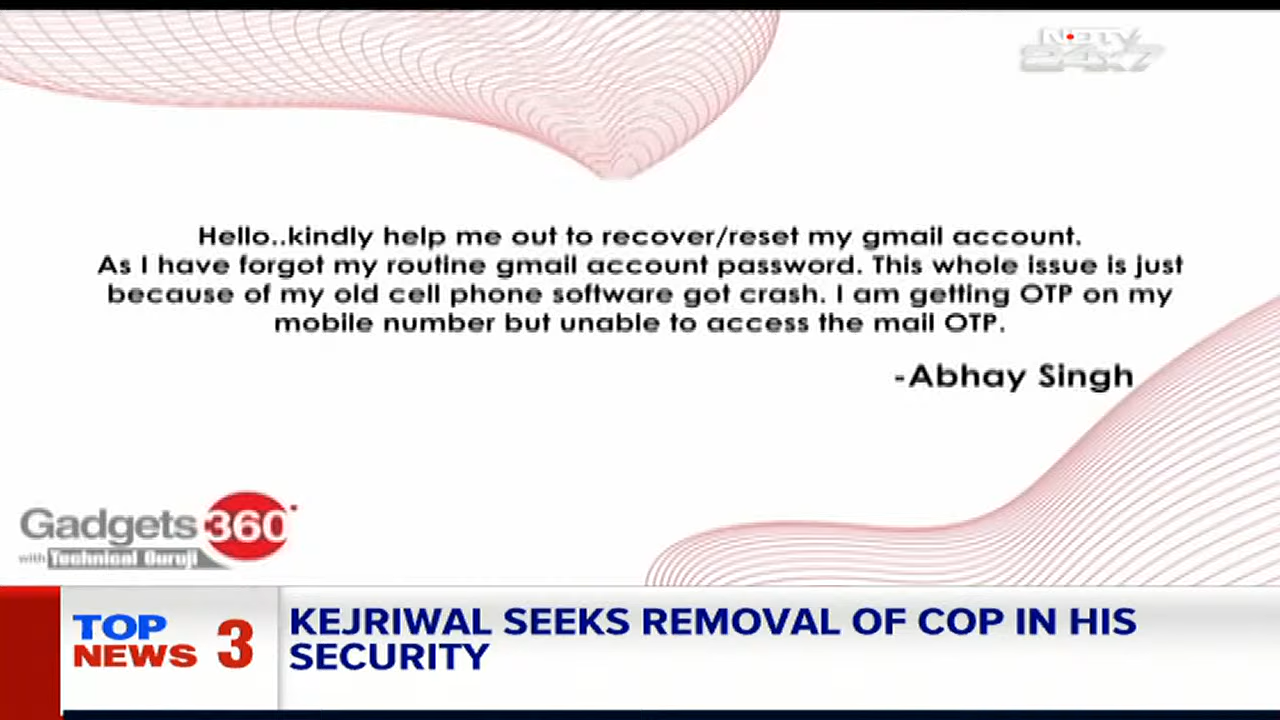 NDTV
24x7
Hello..kindly help me out to recover/reset my gmail account.
As I have forgot my routine gmail account password. This whole issue is just
because of my old cell phone software got crash. I am getting OTP on my
mobile number but unable to access the mail OTP.
-Abhay Singh
Gadgets 360°
with Technical Guruji
TOP NEWS 3
KEJRIWAL SEEKS REMOVAL OF COP IN HIS
SECURITY